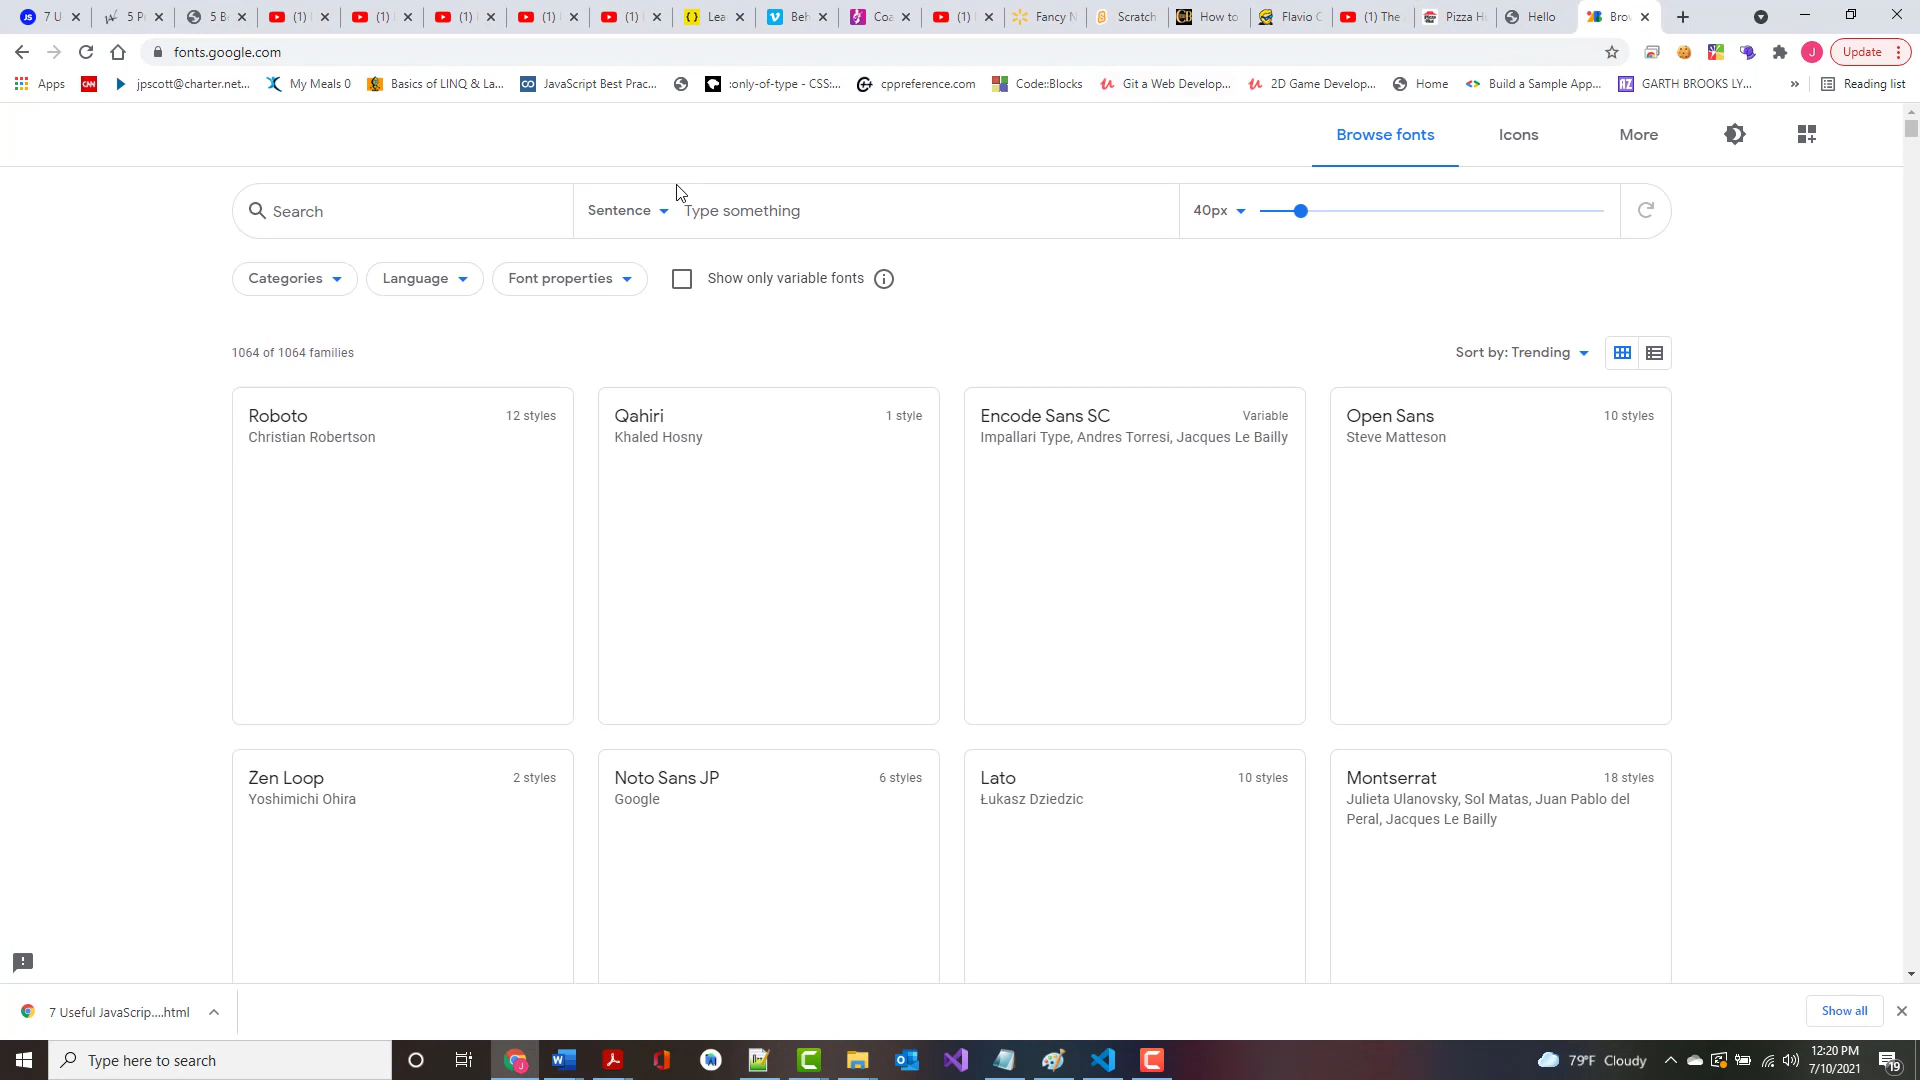 7 U
5 P
5 B
(1)
(1)
(1)
(1)
(1)
Lea
Beh
Coa
(1)
Fancy N
Scratch
How to
Flavio C
(1) The
Pizza H
Hello
Brow
fonts.google.com
Update
Apps
CNN
jpscott@charter.net...
My Meals 0
Basics of LINQ & La...
JavaScript Best Prac...
:only-of-type - CSS:...
cppreference.com
Code::Blocks
Git a Web Develop...
2D Game Develop...
Home
Build a Sample App...
GARTH BROOKS LY...
»
Reading list
Browse fonts
Icons
More
Search
Sentence
Type something
40px
Categories
Language
Font properties
Show only variable fonts
1064 of 1064 families
Sort by: Trending
Roboto
12 styles
Christian Robertson
Qahiri
1 style
Khaled Hosny
Encode Sans SC
Variable
Impallari Type, Andres Torresi, Jacques Le Bailly
Open Sans
10 styles
Steve Matteson
Zen Loop
2 styles
Yoshimichi Ohira
Noto Sans JP
6 styles
Google
Lato
10 styles
Łukasz Dziedzic
Montserrat
18 styles
Julieta Ulanovsky, Sol Matas, Juan Pablo del
Peral, Jacques Le Bailly
7 Useful JavaScrip....html
Show all
Type here to search
79°F Cloudy
12:20 PM
7/10/2021
19